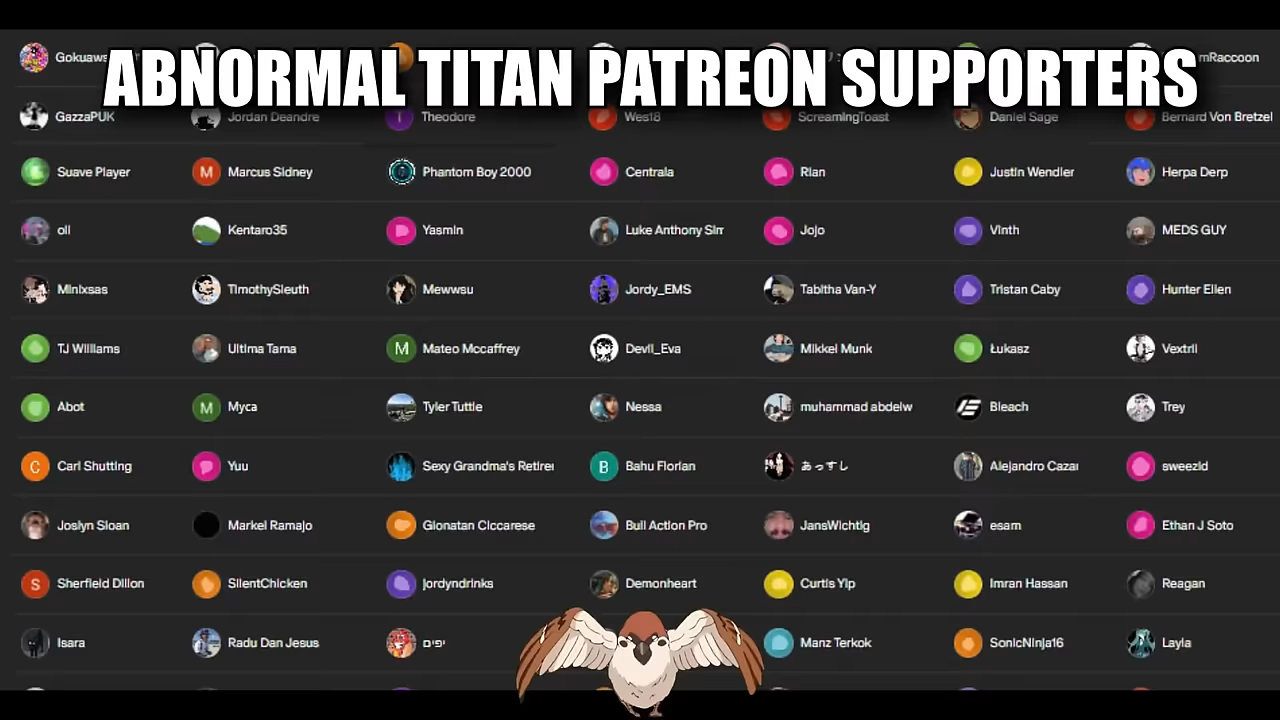 ABNORMAL TITAN PATREON SUPPORTERS
mRaccoon
GazzaPUK Jordan Deandre Theodore Wes18 ScreamingToast Daniel Sage Bernard Von Bretzel
Suave Player M Marcus Sidney Phantom Boy 2000 Centrala Rian Justin Wendler Herpa Derp
oli Kentaro35 Yasmin Luke Anthony Sim Jojo Vinth MEDS GUY
Minixsas TimothySleuth Mewwsu Jordy_EMS Tabitha Van-Y Tristan Caby Hunter Ellen
TJ Williams Ultima Tama M Mateo Mccaffrey Devil_Eva Mikkel Munk Łukasz Vextril
Abot M Myca Tyler Tuttle Nessa muhammad abdelw Bleach Trey
C Carl Shutting Yuu Sexy Grandma's Retirer B Bahu Florian あっすし Alejandro Cazar sweezid
Joslyn Sloan Markel Ramajo Gionatan Ciccarese Bull Action Pro JansWichtig esam Ethan J Soto
S Sherfield Dillon SilentChicken jordyndrinks Demonheart Curtis Yip Imran Hassan Reagan
Isara Radu Dan Jesus יפים Manz Terkok SonicNinja16 Layla